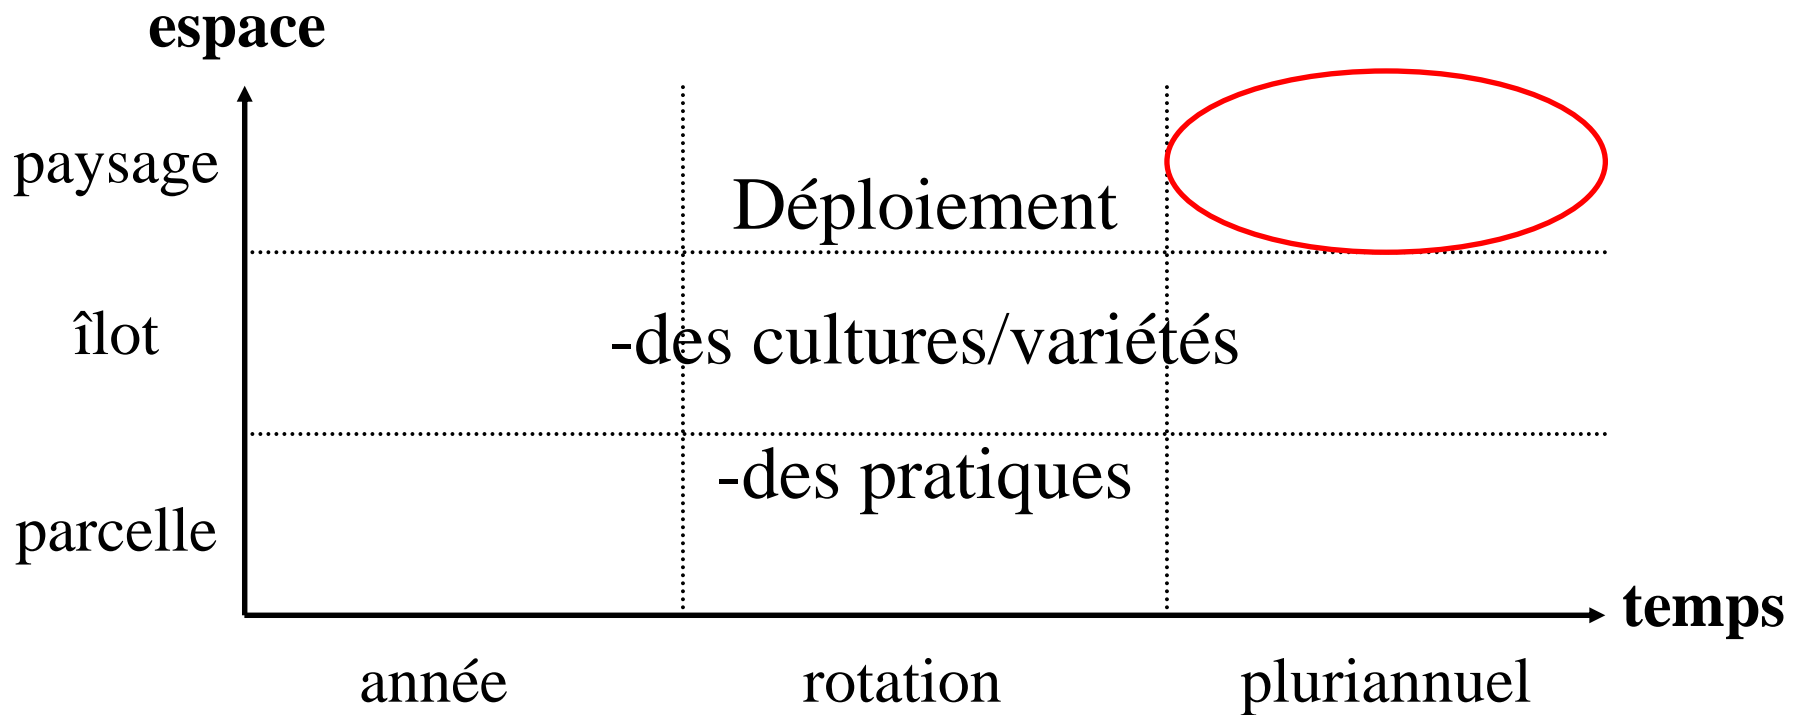 espace
paysage
Déploiement
îlot
-des cultures/variétés
-des pratiques
parcelle
temps
année rotation pluriannuel